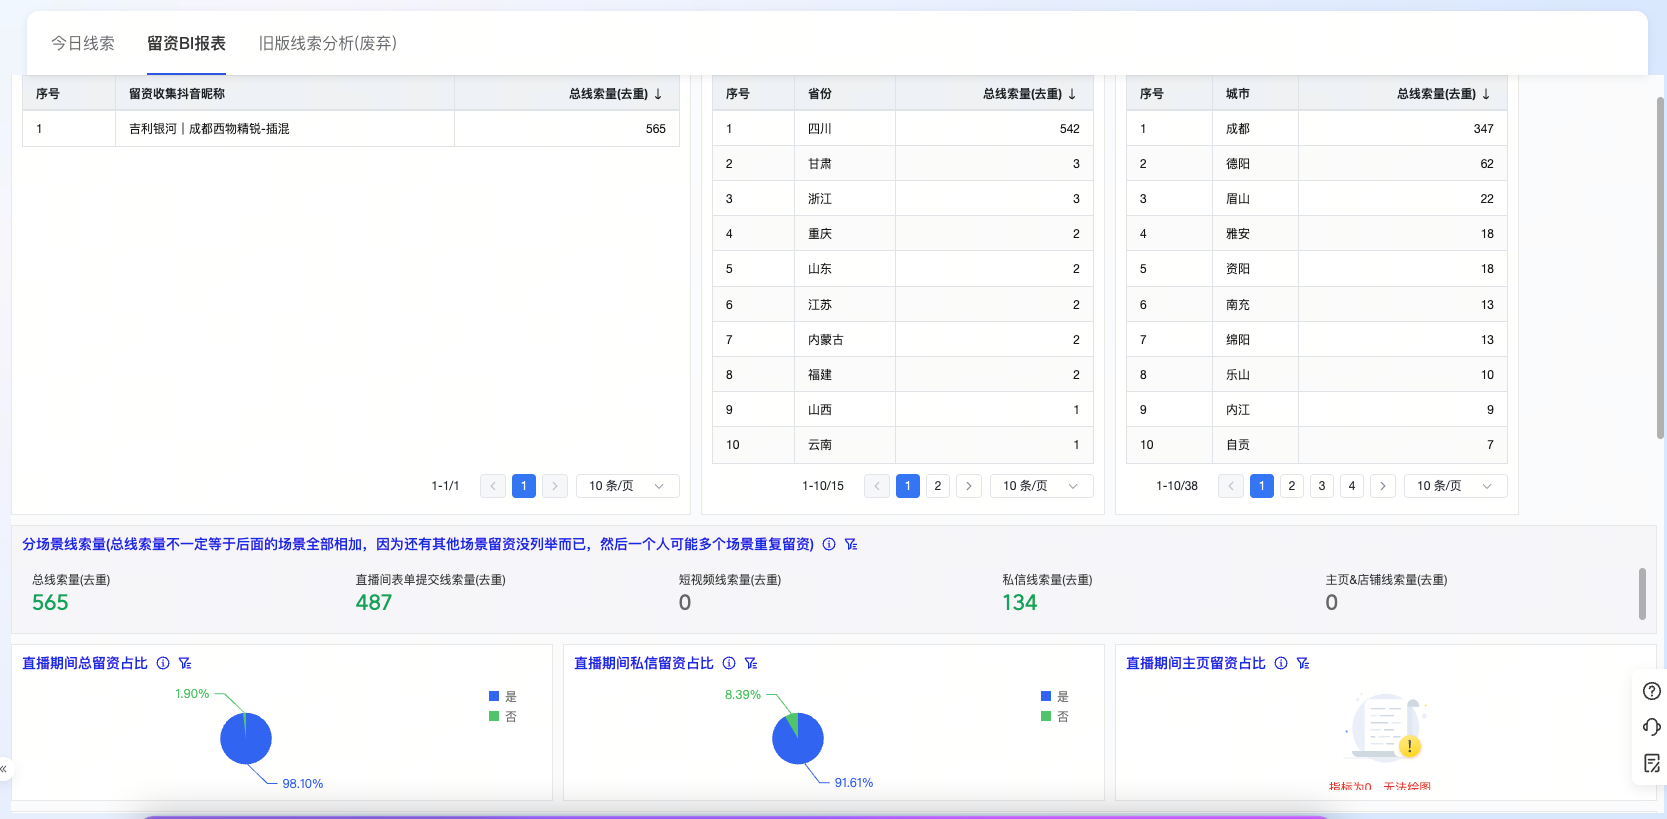 今日线索 留资BI报表 旧版线索分析(废弃)
序号 留资收集抖音昵称 总线索量(去重) ↓
1 吉利银河｜成都西物精锐-插混 565
1-1/1 1 10 条/页
序号 省份 总线索量(去重) ↓
1 四川 542
2 甘肃 3
3 浙江 3
4 重庆 2
5 山东 2
6 江苏 2
7 内蒙古 2
8 福建 2
9 山西 1
10 云南 1
1-10/15 1 2 10 条/页
序号 城市 总线索量(去重) ↓
1 成都 347
2 德阳 62
3 眉山 22
4 雅安 18
5 资阳 18
6 南充 13
7 绵阳 13
8 乐山 10
9 内江 9
10 自贡 7
1-10/38 1 2 3 4 10 条/页
分场景线索量(总线索量不一定等于后面的场景全部相加，因为还有其他场景留资没列举而已，然后一个人可能多个场景重复留资)
总线索量(去重) 直播间表单提交线索量(去重) 短视频线索量(去重) 私信线索量(去重) 主页&店铺线索量(去重)
565 487 0 134 0
直播期间总留资占比
1.90%
是
否
98.10%
直播期间私信留资占比
8.39%
是
否
91.61%
直播期间主页留资占比
指标为0，无法绘图